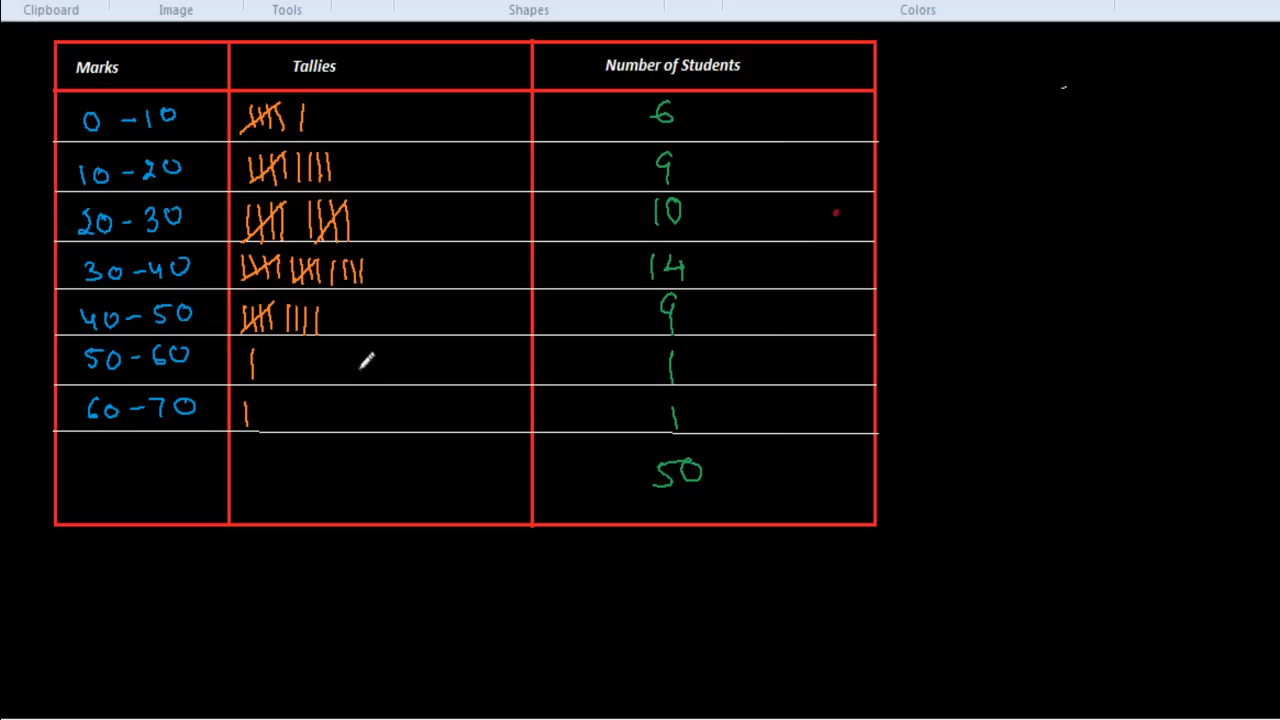 Clipboard Image Tools Shapes Colors
Marks Tallies Number of Students
0 - 10 6
10 - 20 9
20 - 30 10
30 - 40 14
40 - 50 9
50 - 60 1
60 - 70 1
50